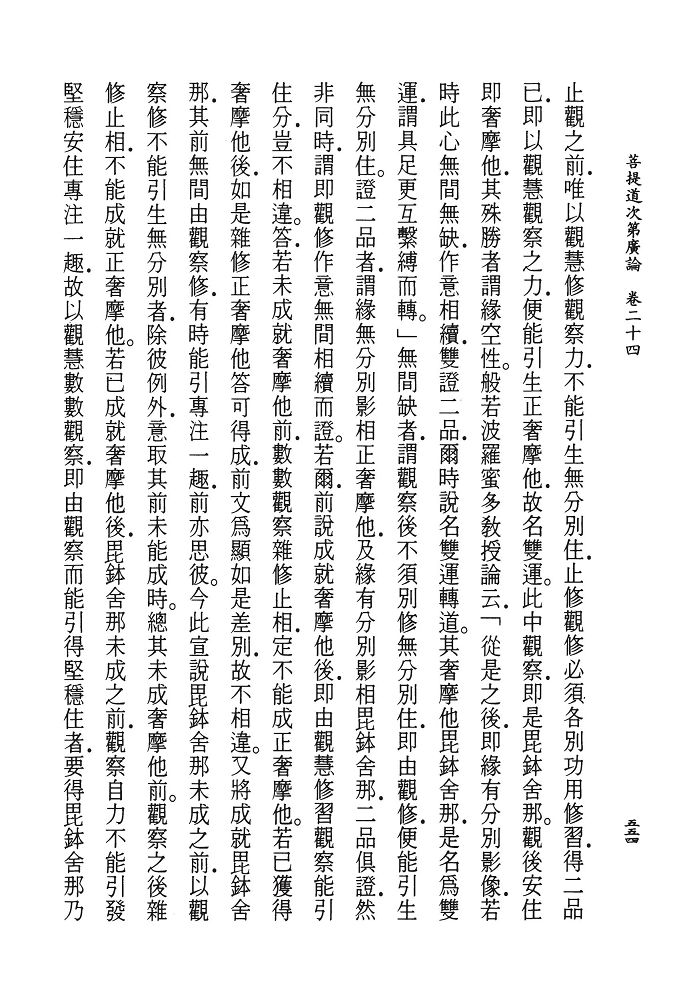 菩提道次第廣論　卷二十四
五五四
止觀之前．唯以觀慧修觀察力．不能引生無分別住．止修觀修必須各別功用修習．得二品
已．即以觀慧觀察之力．便能引生正奢摩他．故名雙運。此中觀察．即是毘鉢舍那。觀後安住
即奢摩他．其殊勝者．謂緣空性。般若波羅蜜多敎授論云．「從是之後．即緣有分別影像．若
時此心無間無缺．作意相續．雙證二品．爾時說名雙運轉道。其奢摩他毘鉢舍那．是名爲雙
運．謂具足更互繫縛而轉。」無間缺者．謂觀察後不須別修無分別住．即由觀修．便能引生
無分別住。證二品者．謂緣無分別影相正奢摩他．及緣有分別影相毘鉢舍那．二品俱證．然
非同時．謂即觀修作意無間相續而證。若爾．前說成就奢摩他後．即由觀慧修習觀察能引
住分．豈不相違。答．若未成就奢摩他前．數數觀察雜修止相．定不能成正奢摩他。若已獲得
奢摩他後．如是雜修正奢摩他答可得成．前文爲顯如是差別．故不相違。又將成就毘鉢舍
那．其前無間由觀察修．有時能引專注一趣．前亦思彼。今此宣說毘鉢舍那未成之前．以觀
察修不能引生無分別者．除彼例外．意取其前未能成時。總其未成奢摩他前。觀察之後雜
修止相．不能成就正奢摩他。若已成就奢摩他後．毘鉢舍那未成之前．觀察自力不能引發
堅穩安住專注一趣．故以觀慧數數觀察．即由觀察而能引得堅穩住者．要得毘鉢舍那乃